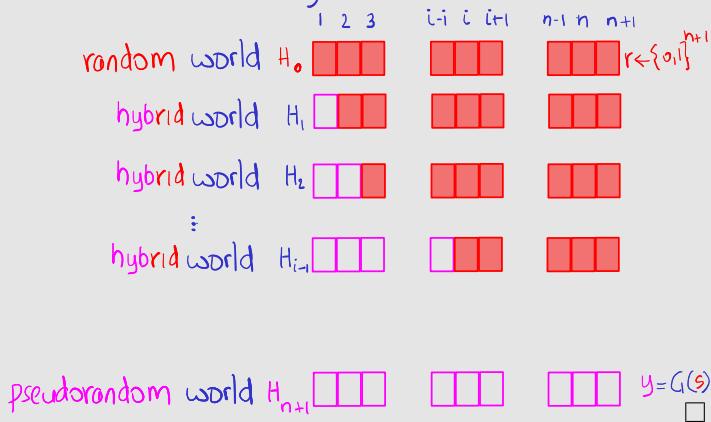 1 2 3 i-i i i+1 n-1 n n+1
random world H₀ r←{0,1}ⁿ⁺¹
hybrid world H₁
hybrid world H₂
⋮
hybrid world Hᵢ₋₁
pseudorandom world Hₙ₊₁ y=G(s)